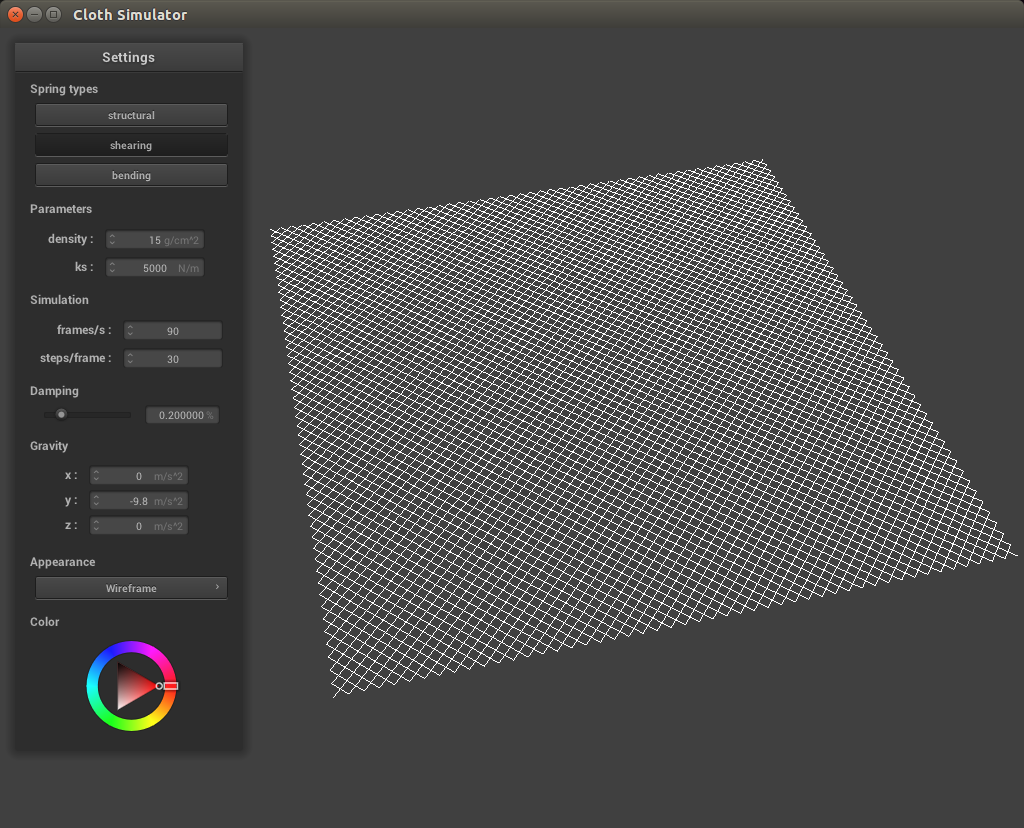 Cloth Simulator
Settings
Spring types
structural
shearing
bending
Parameters
density : 15 g/cm^2
ks : 5000 N/m
Simulation
frames/s : 90
steps/frame : 30
Damping
0.200000 %
Gravity
x : 0 m/s^2
y : -9.8 m/s^2
z : 0 m/s^2
Appearance
Wireframe
Color